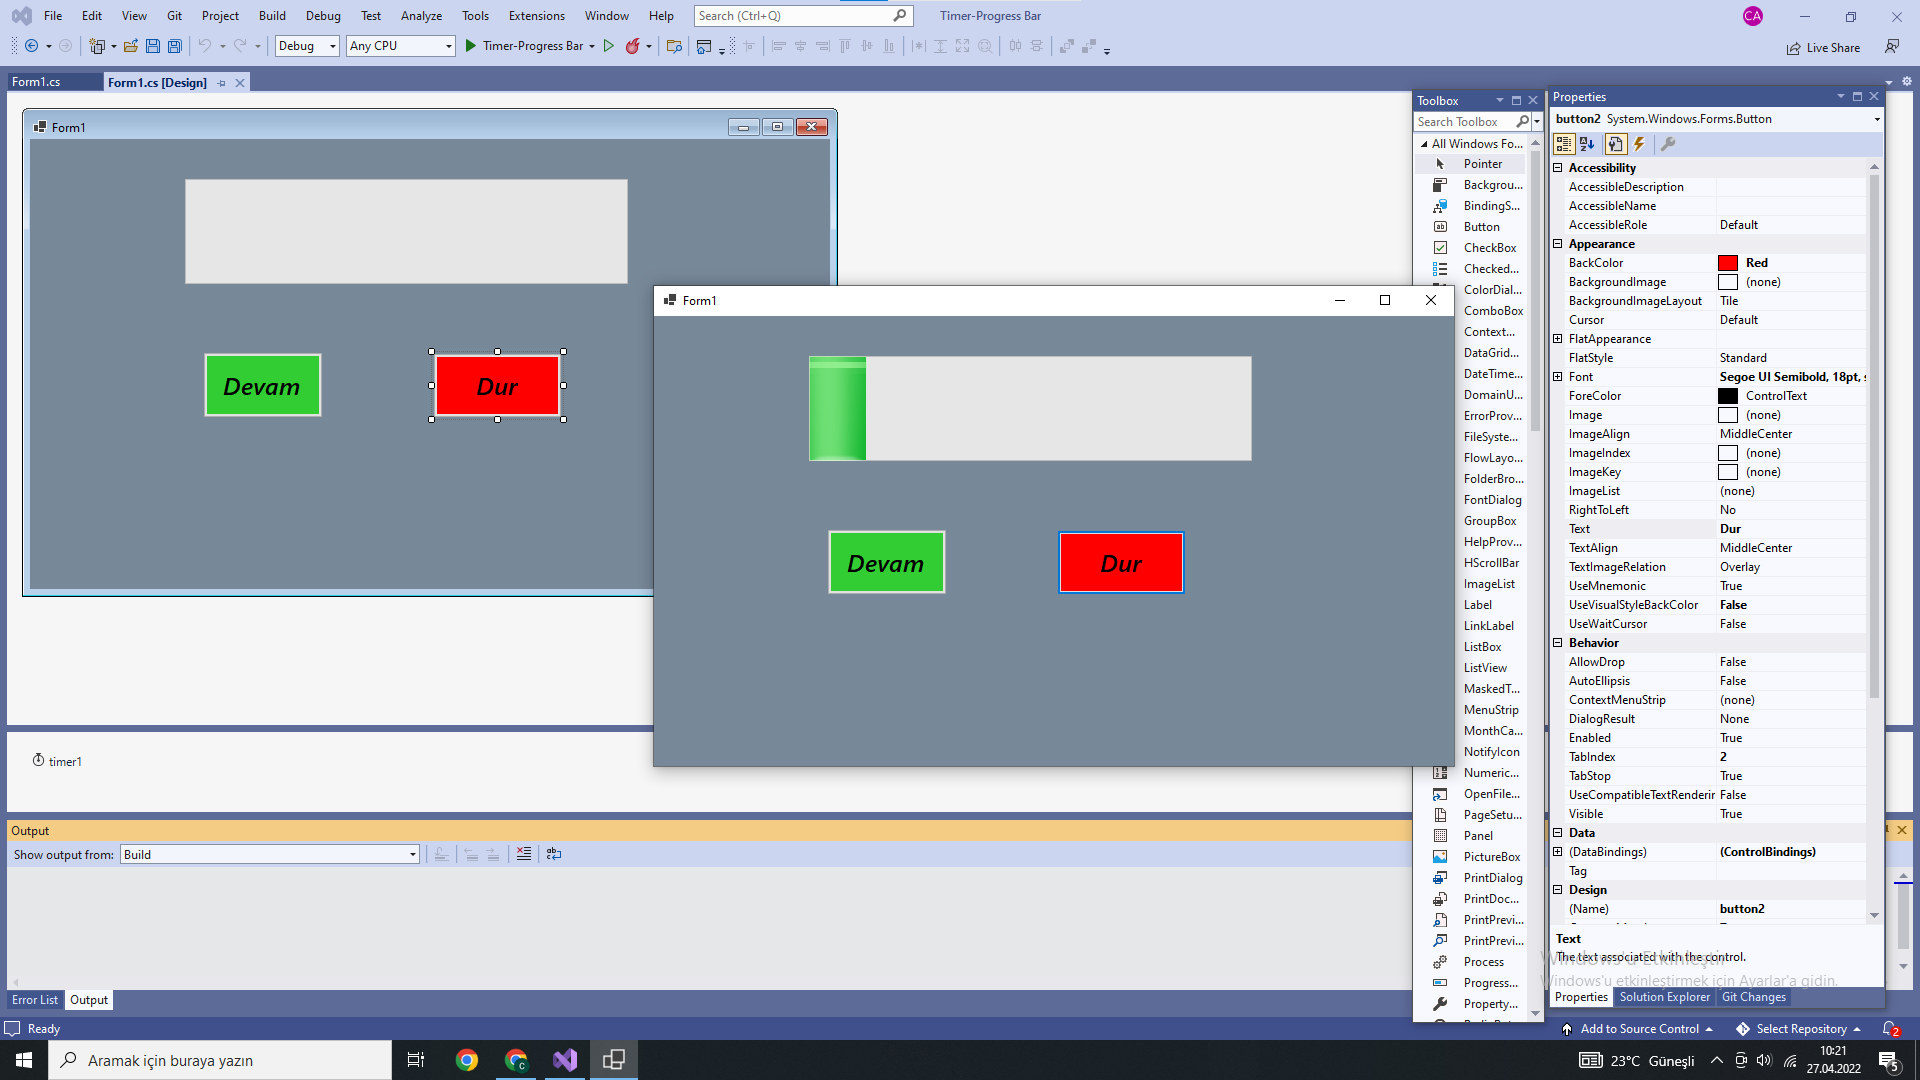 File Edit View Git Project Build Debug Test Analyze Tools Extensions Window Help Search (Ctrl+Q) Timer-Progress Bar CA
Debug Any CPU Timer-Progress Bar Live Share
Form1.cs Form1.cs [Design]
Form1
Devam
Dur
timer1
Form1
Devam
Dur
Output
Show output from: Build
Error List Output
Toolbox
Search Toolbox
All Windows Fo...
Pointer
Backgrou...
BindingS...
Button
CheckBox
Checked...
ColorDial...
ComboBox
Context...
DataGrid...
DateTime...
DomainU...
ErrorProv...
FileSyste...
FlowLayo...
FolderBro...
FontDialog
GroupBox
HelpProv...
HScrollBar
ImageList
Label
LinkLabel
ListBox
ListView
MaskedT...
MenuStrip
MonthCa...
NotifyIcon
Numeric...
OpenFile...
PageSetu...
Panel
PictureBox
PrintDialog
PrintDoc...
PrintPrevi...
PrintPrevi...
Process
Progress...
Property...
Properties
button2 System.Windows.Forms.Button
Accessibility
AccessibleDescription
AccessibleName
AccessibleRole Default
Appearance
BackColor Red
BackgroundImage (none)
BackgroundImageLayout Tile
Cursor Default
FlatAppearance
FlatStyle Standard
Font Segoe UI Semibold, 18pt, s
ForeColor ControlText
Image (none)
ImageAlign MiddleCenter
ImageIndex (none)
ImageKey (none)
ImageList (none)
RightToLeft No
Text Dur
TextAlign MiddleCenter
TextImageRelation Overlay
UseMnemonic True
UseVisualStyleBackColor False
UseWaitCursor False
Behavior
AllowDrop False
AutoEllipsis False
ContextMenuStrip (none)
DialogResult None
Enabled True
TabIndex 2
TabStop True
UseCompatibleTextRenderin False
Visible True
Data
(DataBindings) (ControlBindings)
Tag
Design
(Name) button2
Text
The text associated with the control.
Windows'u Etkinleştir
Windows'u etkinleştirmek için Ayarlar'a gidin.
Properties Solution Explorer Git Changes
Ready Add to Source Control Select Repository 2
Aramak için buraya yazın 23°C Güneşli 10:21
27.04.2022 5